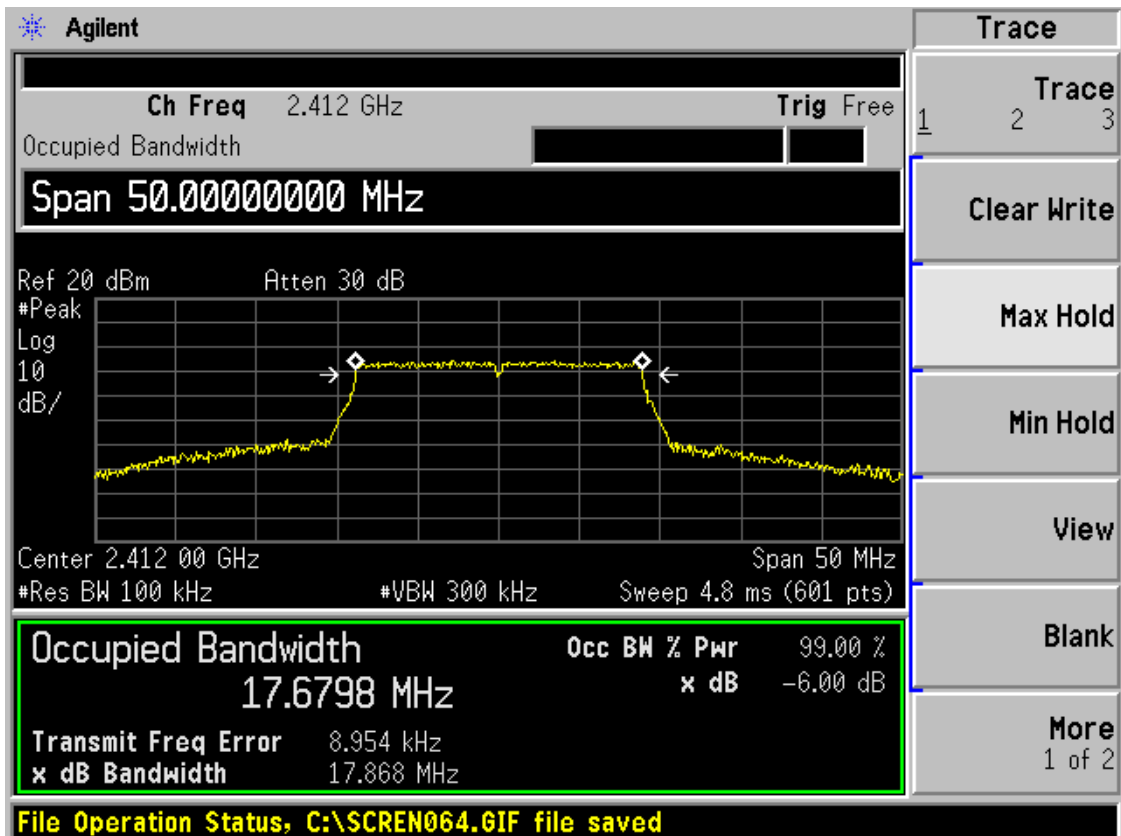 Agilent
Ch Freq 2.412 GHz Trig Free
Occupied Bandwidth
Span 50.00000000 MHz
Ref 20 dBm Atten 30 dB
#Peak
Log
10
dB/
Center 2.412 00 GHz Span 50 MHz
#Res BW 100 kHz #VBW 300 kHz Sweep 4.8 ms (601 pts)
Occupied Bandwidth
17.6798 MHz
Occ BW % Pwr 99.00 %
x dB -6.00 dB
Transmit Freq Error 8.954 kHz
x dB Bandwidth 17.868 MHz
File Operation Status, C:\SCREN064.GIF file saved
Trace
Trace
1 2 3
Clear Write
Max Hold
Min Hold
View
Blank
More
1 of 2